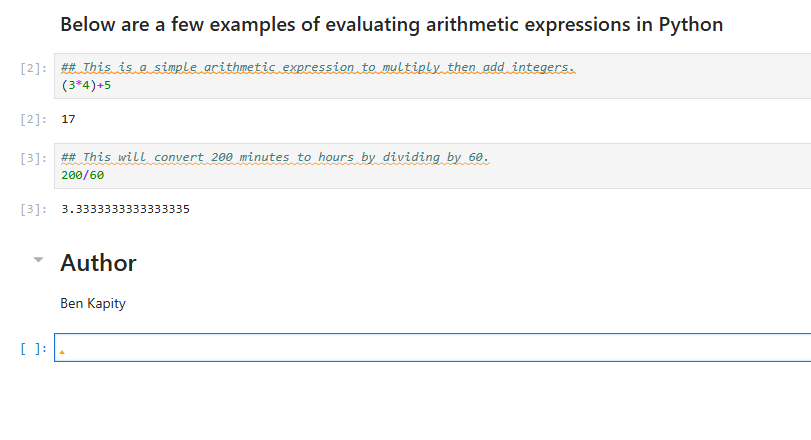 Below are a few examples of evaluating arithmetic expressions in Python
[2]: ## This is a simple arithmetic expression to multiply then add integers.
(3*4)+5
[2]: 17
[3]: ## This will convert 200 minutes to hours by dividing by 60.
200/60
[3]: 3.3333333333333335
Author
Ben Kapity
[ ]: